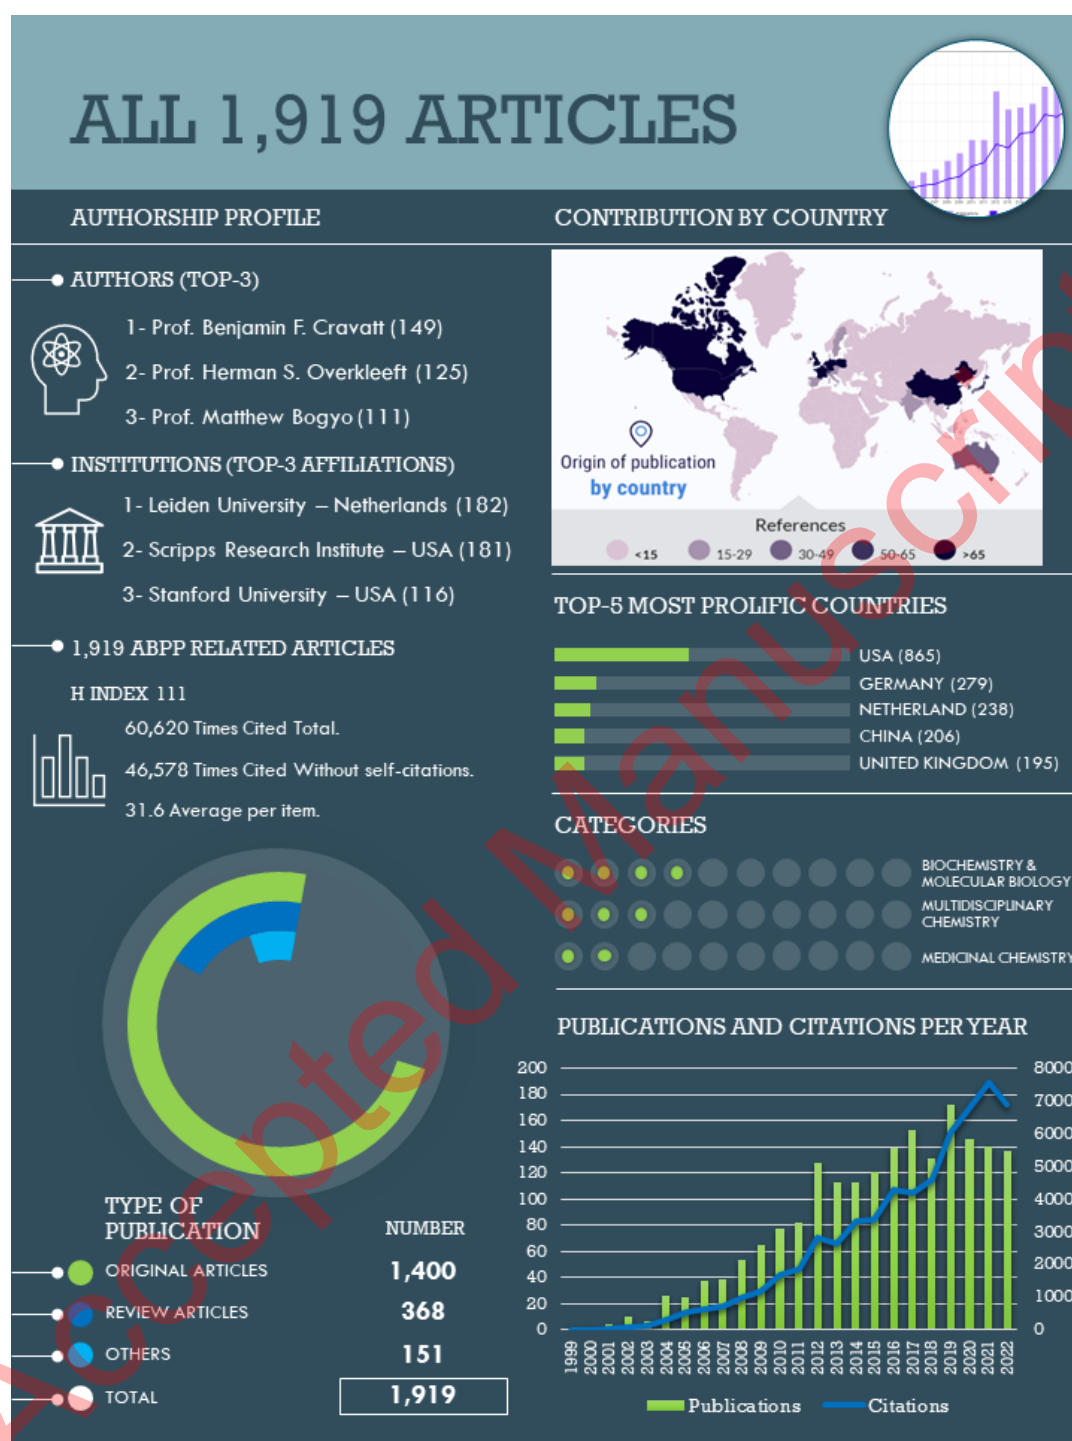 ALL 1,919 ARTICLES
AUTHORSHIP PROFILE
AUTHORS (TOP-3)
1- Prof. Benjamin F. Cravatt (149)
2- Prof. Herman S. Overkleeft (125)
3- Prof. Matthew Bogyo (111)
INSTITUTIONS (TOP-3 AFFILIATIONS)
1- Leiden University – Netherlands (182)
2- Scripps Research Institute – USA (181)
3- Stanford University – USA (116)
1,919 ABPP RELATED ARTICLES
H INDEX 111
60,620 Times Cited Total.
46,578 Times Cited Without self-citations.
31.6 Average per item.
TYPE OF
PUBLICATION
NUMBER
ORIGINAL ARTICLES 1,400
REVIEW ARTICLES 368
OTHERS 151
TOTAL 1,919
CONTRIBUTION BY COUNTRY
Origin of publication
by country
References
<15 15-29 30-49 50-65 >65
TOP-5 MOST PROLIFIC COUNTRIES
USA (865)
GERMANY (279)
NETHERLAND (238)
CHINA (206)
UNITED KINGDOM (195)
CATEGORIES
BIOCHEMISTRY &
MOLECULAR BIOLOGY
MULTIDISCIPLINARY
CHEMISTRY
MEDICINAL CHEMISTRY
PUBLICATIONS AND CITATIONS PER YEAR
200 8000
180 7000
160 6000
140 5000
120 4000
100 3000
80 2000
60 1000
40 0
20
0
1999 2000 2001 2002 2003 2004 2005 2006 2007 2008 2009 2010 2011 2012 2013 2014 2015 2016 2017 2018 2019 2020 2021 2022
Publications Citations
Accepted Manuscript